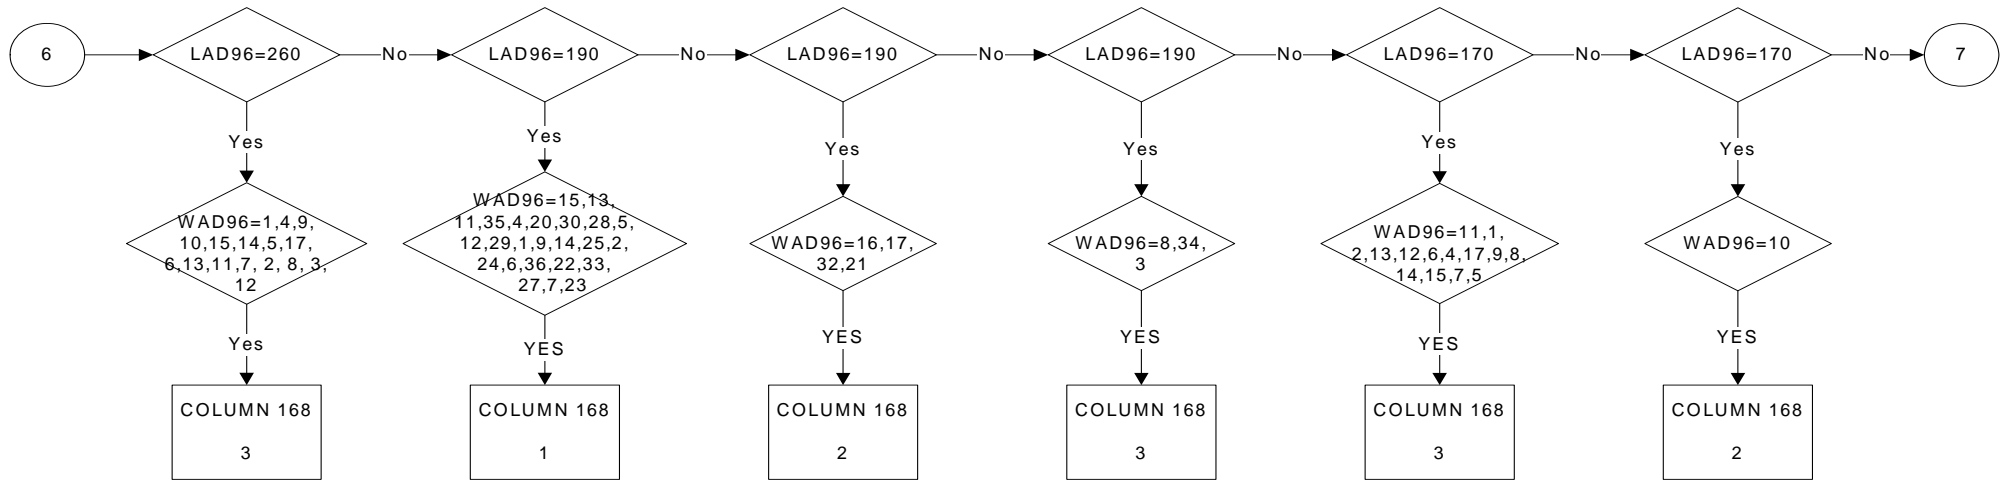 6
LAD96=260
No
LAD96=190
No
LAD96=190
No
LAD96=190
No
LAD96=170
No
LAD96=170
No
7
Yes
Yes
Yes
Yes
Yes
Yes
WAD96=1,4,9,
10,15,14,5,17,
6,13,11,7, 2, 8, 3,
12
WAD96=15,13,
11,35,4,20,30,28,5,
12,29,1,9,14,25,2,
24,6,36,22,33,
27,7,23
WAD96=16,17,
32,21
WAD96=8,34,
3
WAD96=11,1,
2,13,12,6,4,17,9,8,
14,15,7,5
WAD96=10
Yes
YES
YES
YES
YES
YES
COLUMN 168
3
COLUMN 168
1
COLUMN 168
2
COLUMN 168
3
COLUMN 168
3
COLUMN 168
2